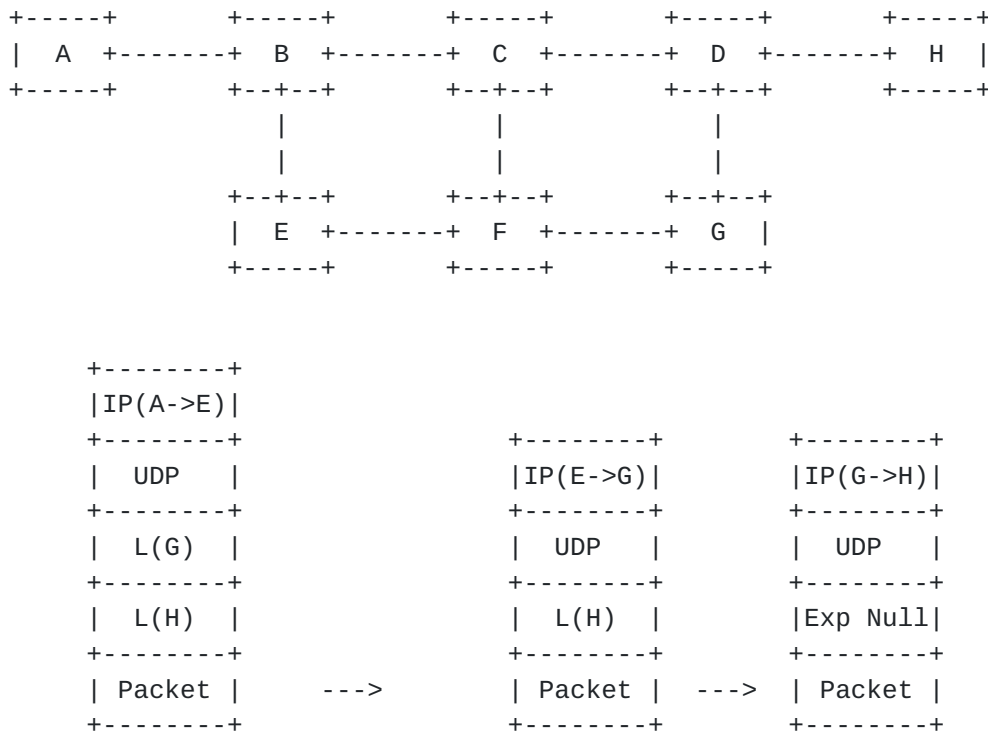 A B C D H
E F G
IP(A->E)
UDP IP(E->G) IP(G->H)
L(G) UDP UDP
L(H) L(H) Exp Null
Packet ---> Packet ---> Packet